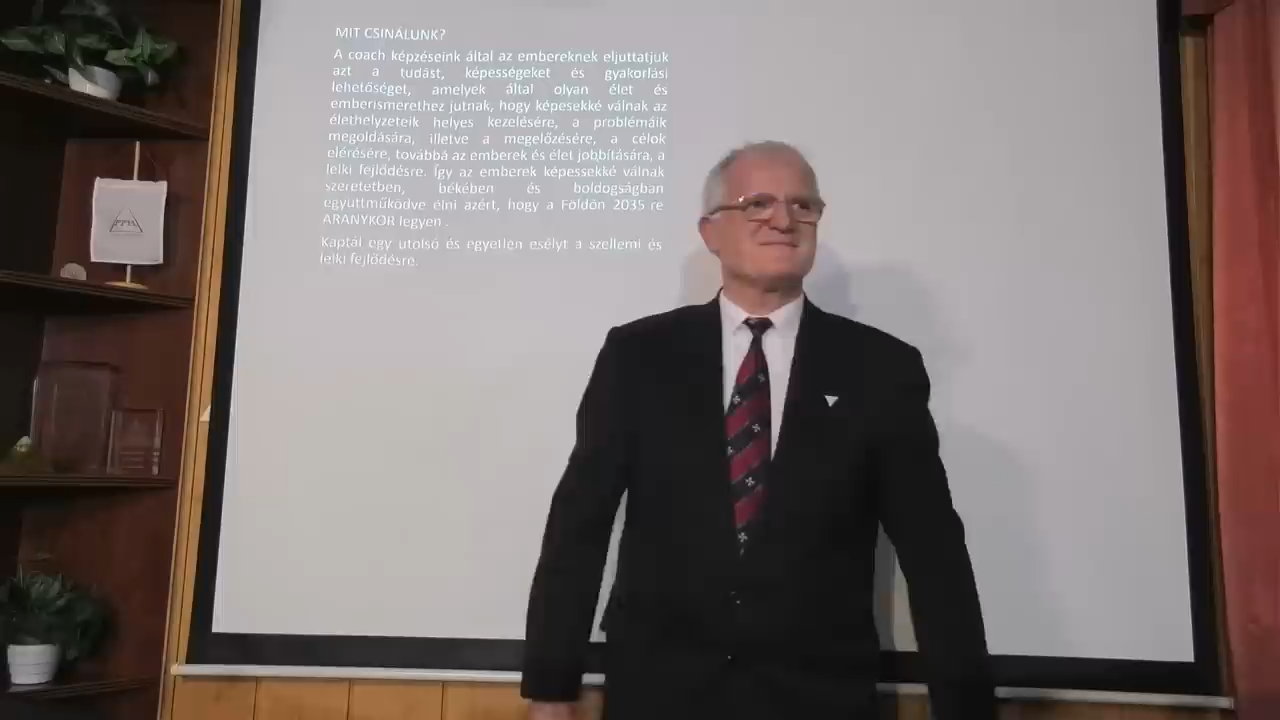 MIT CSINÁLUNK?
A coach képzéseink által az embereknek eljuttatjuk
azt a tudást, képességeket és gyakorlási
lehetőséget, amelyek által olyan élet és
emberismerethez jutnak, hogy képesekké válnak az
élethelyzeteik helyes kezelésére, a problémáik
megoldására, illetve a megelőzésére, a célok
elérésére, továbbá az emberek és élet jobbítására, a
lelki fejlődésre. Így az emberek képessekké válnak
szeretetben, békében és boldogságban
együttműködve élni azért, hogy a Földön 2035-re
ARANYKOR legyen .
Kaptál egy utolsó és egyetlen esélyt a szellemi és
lelki fejlődésre.